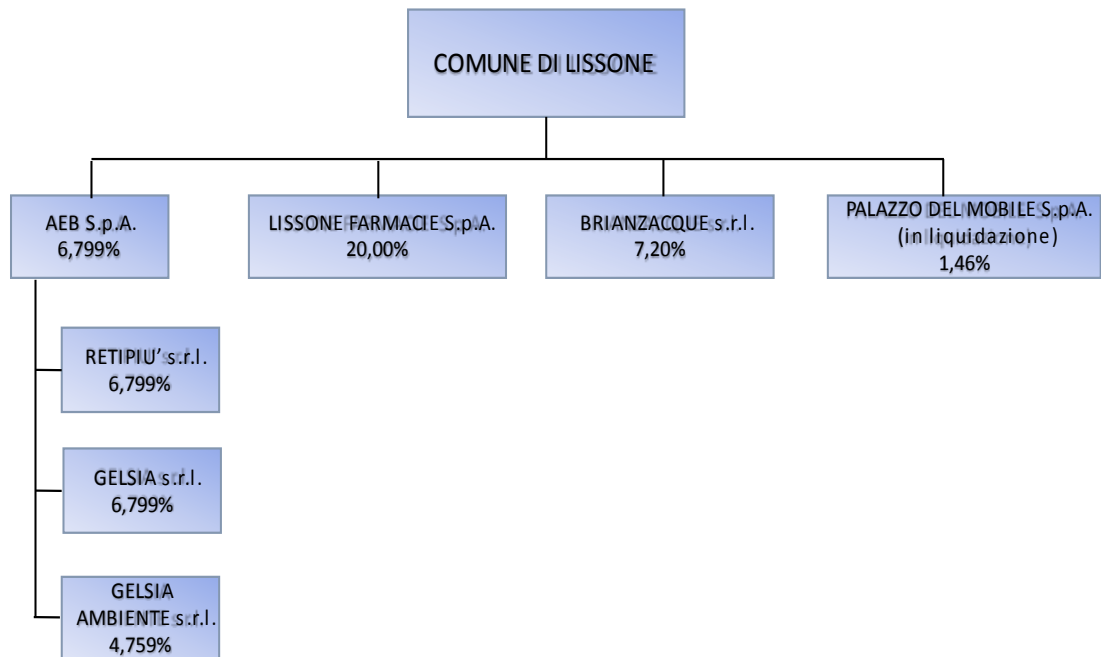 COMUNE DI LISSONE
AEB S.p.A.
6,799%
LISSONE FARMACIE S.p.A.
20,00%
BRIANZACQUE s.r.l.
7,20%
PALAZZO DEL MOBILE S.p.A.
(in liquidazione)
1,46%
RETIPIU' s.r.l.
6,799%
GELSIA s.r.l.
6,799%
GELSIA
AMBIENTE s.r.l.
4,759%